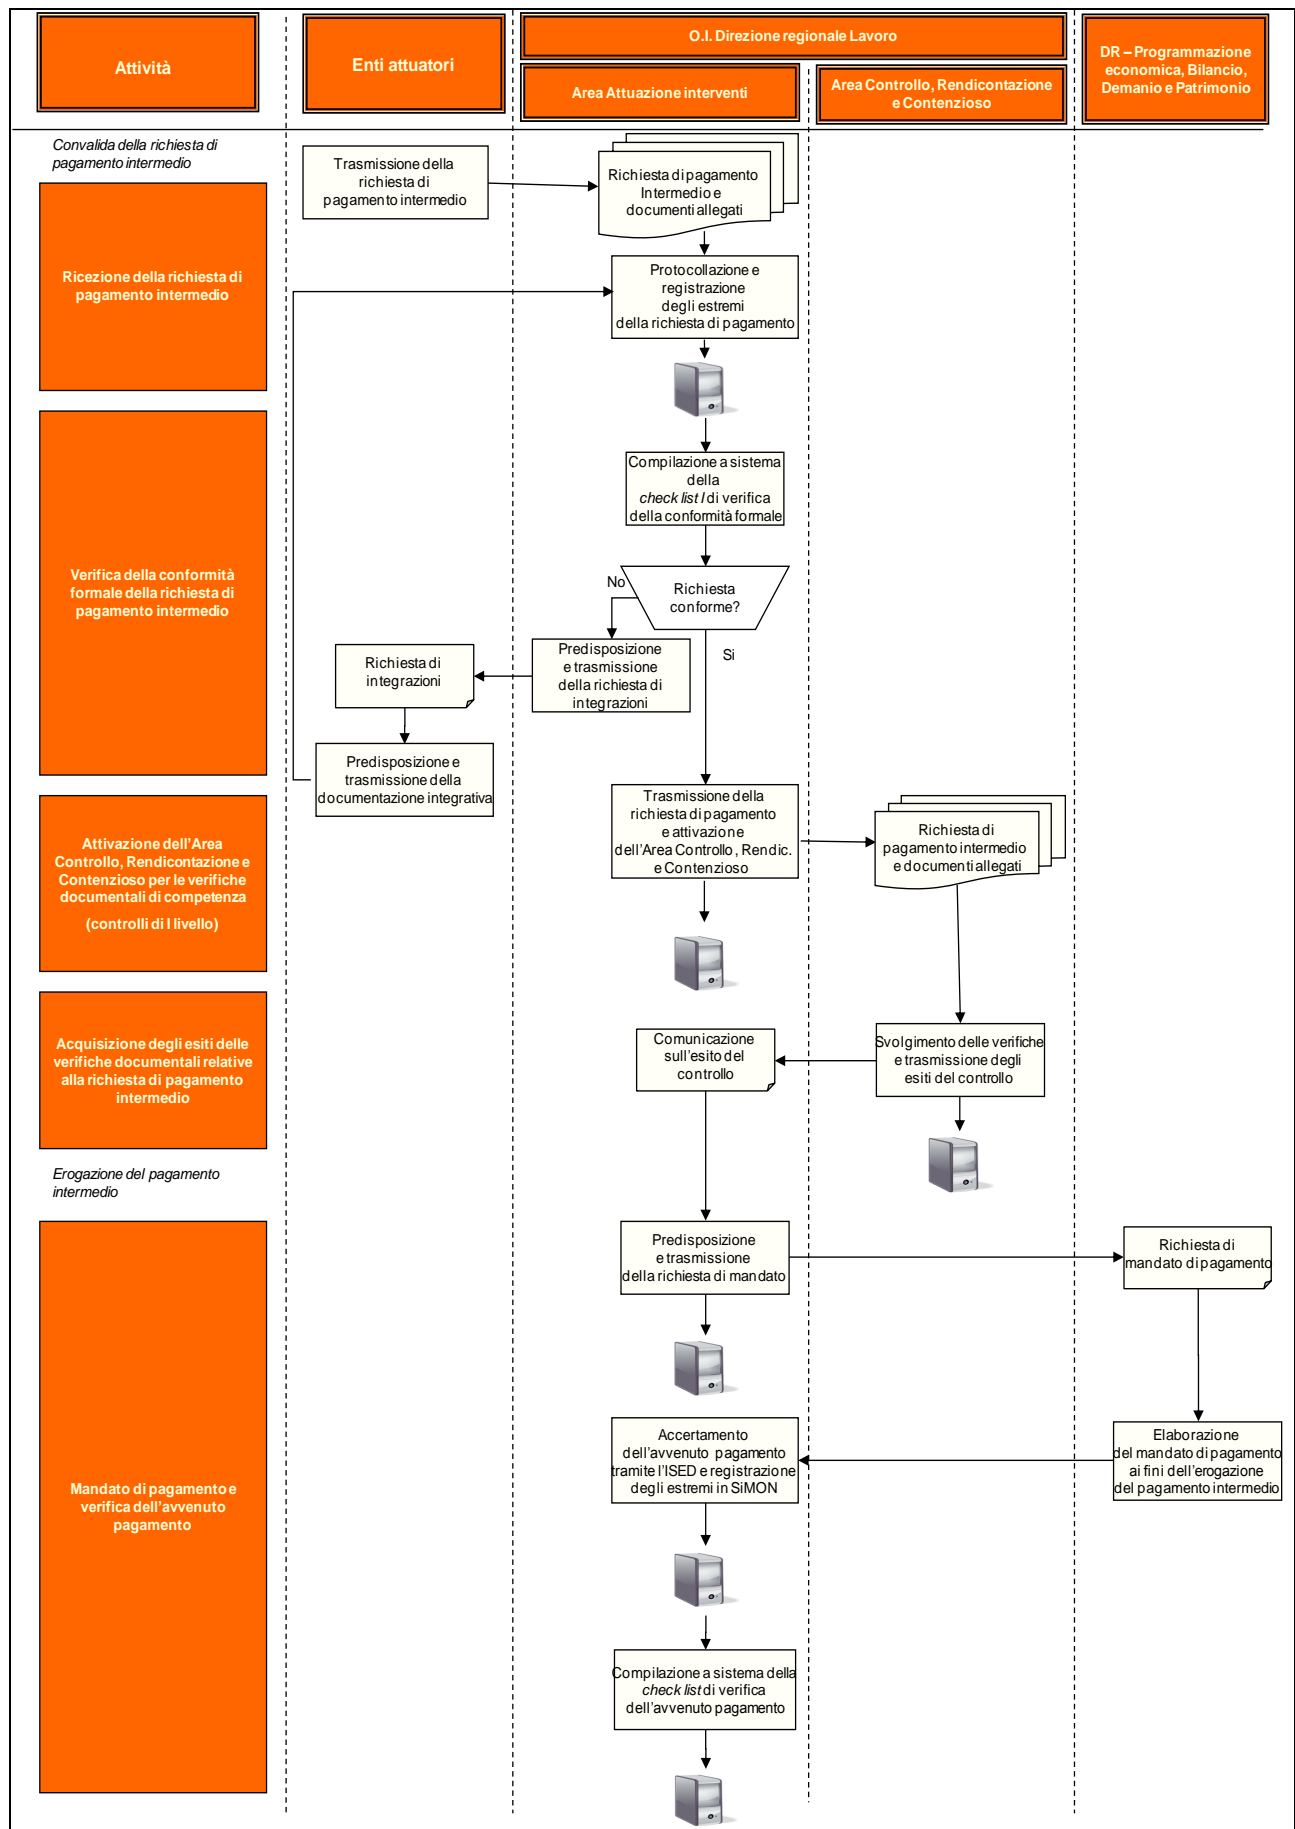 Attività
Enti attuatori
O.I. Direzione regionale Lavoro
Area Attuazione interventi
Area Controllo, Rendicontazione
e Contenzioso
DR – Programmazione
economica, Bilancio,
Demanio e Patrimonio
Convalida della richiesta di
pagamento intermedio
Trasmissione della
richiesta di
pagamento intermedio
Richiesta di pagamento
Intermedio e
documenti allegati
Ricezione della richiesta di
pagamento intermedio
Protocollazione e
registrazione
degli estremi
della richiesta di pagamento
Verifica della conformità
formale della richiesta di
pagamento intermedio
Compilazione a sistema
della
check list I di verifica
della conformità formale
Richiesta
conforme?
No
Si
Predisposizione
e trasmissione
della richiesta di
integrazioni
Richiesta di
integrazioni
Predisposizione e
trasmissione della
documentazione integrativa
Attivazione dell'Area
Controllo, Rendicontazione e
Contenzioso per le verifiche
documentali di competenza
(controlli di I livello)
Trasmissione della
richiesta di pagamento
e attivazione
dell'Area Controllo, Rendic.
e Contenzioso
Richiesta di
pagamento intermedio
e documenti allegati
Acquisizione degli esiti delle
verifiche documentali relative
alla richiesta di pagamento
intermedio
Comunicazione
sull'esito del
controllo
Svolgimento delle verifiche
e trasmissione degli
esiti del controllo
Erogazione del pagamento
intermedio
Mandato di pagamento e
verifica dell'avvenuto
pagamento
Predisposizione
e trasmissione
della richiesta di mandato
Richiesta di
mandato di pagamento
Accertamento
dell'avvenuto pagamento
tramite l'ISED e registrazione
degli estremi in SiMON
Elaborazione
del mandato di pagamento
ai fini dell'erogazione
del pagamento intermedio
Compilazione a sistema della
check list di verifica
dell'avvenuto pagamento